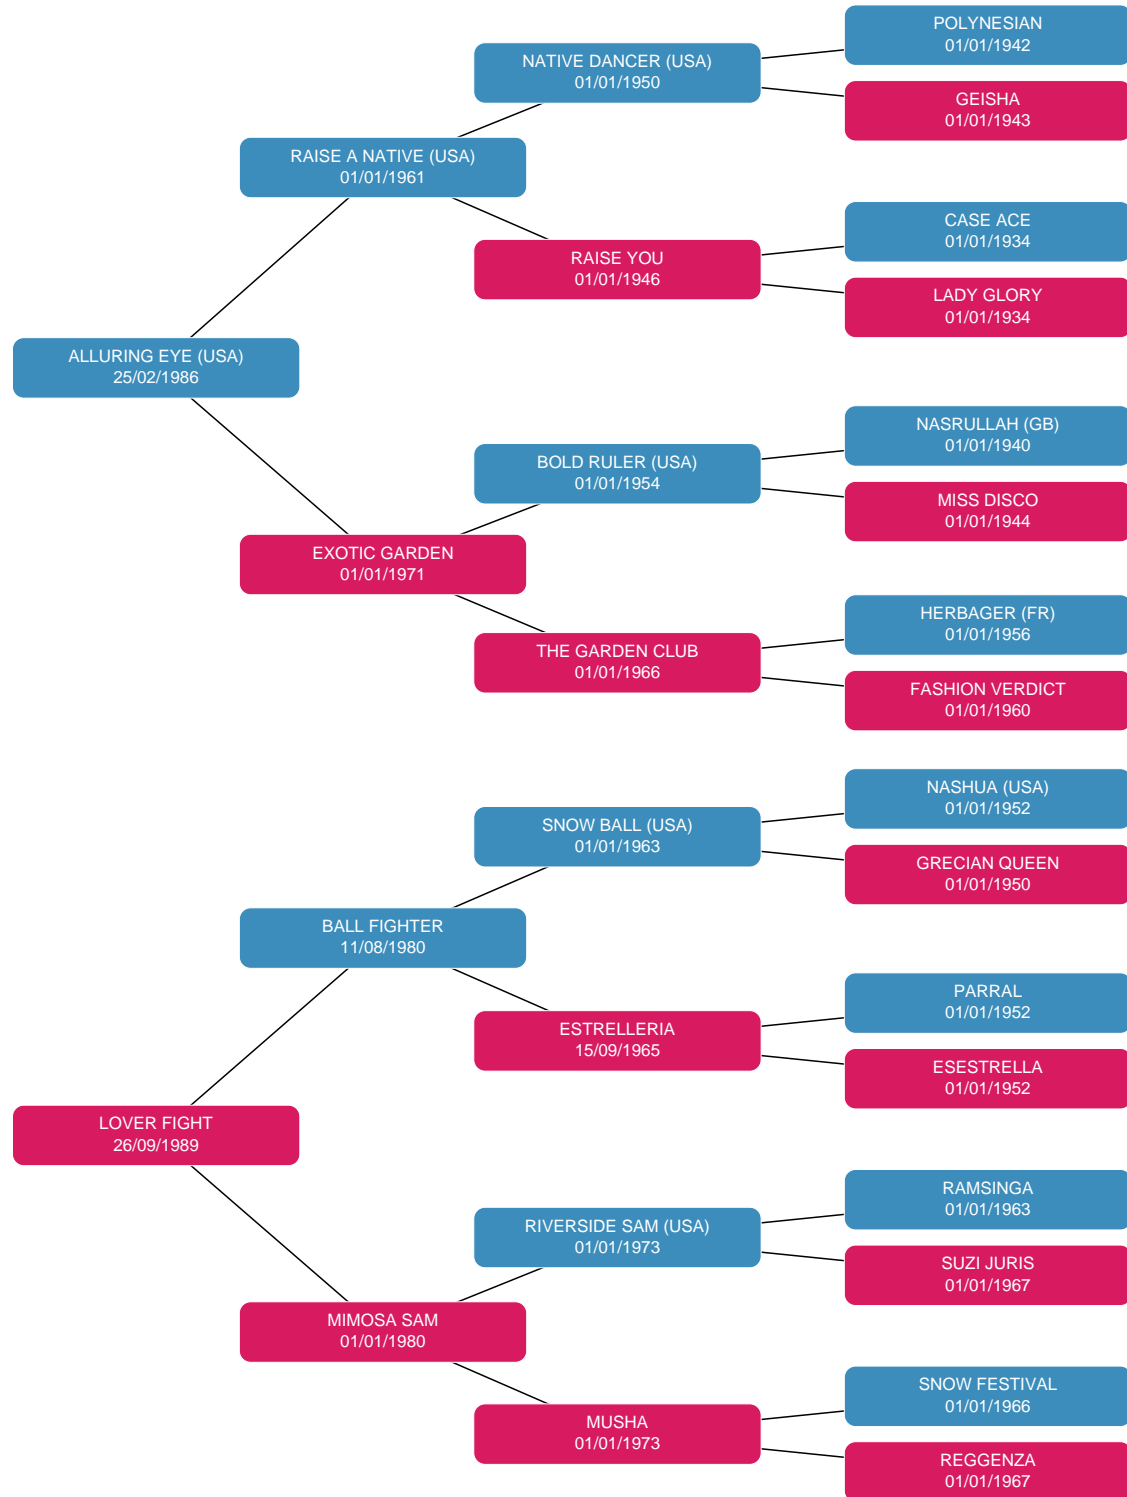 POLYNESIAN
01/01/1942
NATIVE DANCER (USA)
01/01/1950
GEISHA
01/01/1943
RAISE A NATIVE (USA)
01/01/1961
CASE ACE
01/01/1934
RAISE YOU
01/01/1946
LADY GLORY
01/01/1934
ALLURING EYE (USA)
25/02/1986
NASRULLAH (GB)
01/01/1940
BOLD RULER (USA)
01/01/1954
MISS DISCO
01/01/1944
EXOTIC GARDEN
01/01/1971
HERBAGER (FR)
01/01/1956
THE GARDEN CLUB
01/01/1966
FASHION VERDICT
01/01/1960
NASHUA (USA)
01/01/1952
SNOW BALL (USA)
01/01/1963
GRECIAN QUEEN
01/01/1950
BALL FIGHTER
11/08/1980
PARRAL
01/01/1952
ESTRELLERIA
15/09/1965
ESESTRELLA
01/01/1952
LOVER FIGHT
26/09/1989
RAMSINGA
01/01/1963
RIVERSIDE SAM (USA)
01/01/1973
SUZI JURIS
01/01/1967
MIMOSA SAM
01/01/1980
SNOW FESTIVAL
01/01/1966
MUSHA
01/01/1973
REGGENZA
01/01/1967